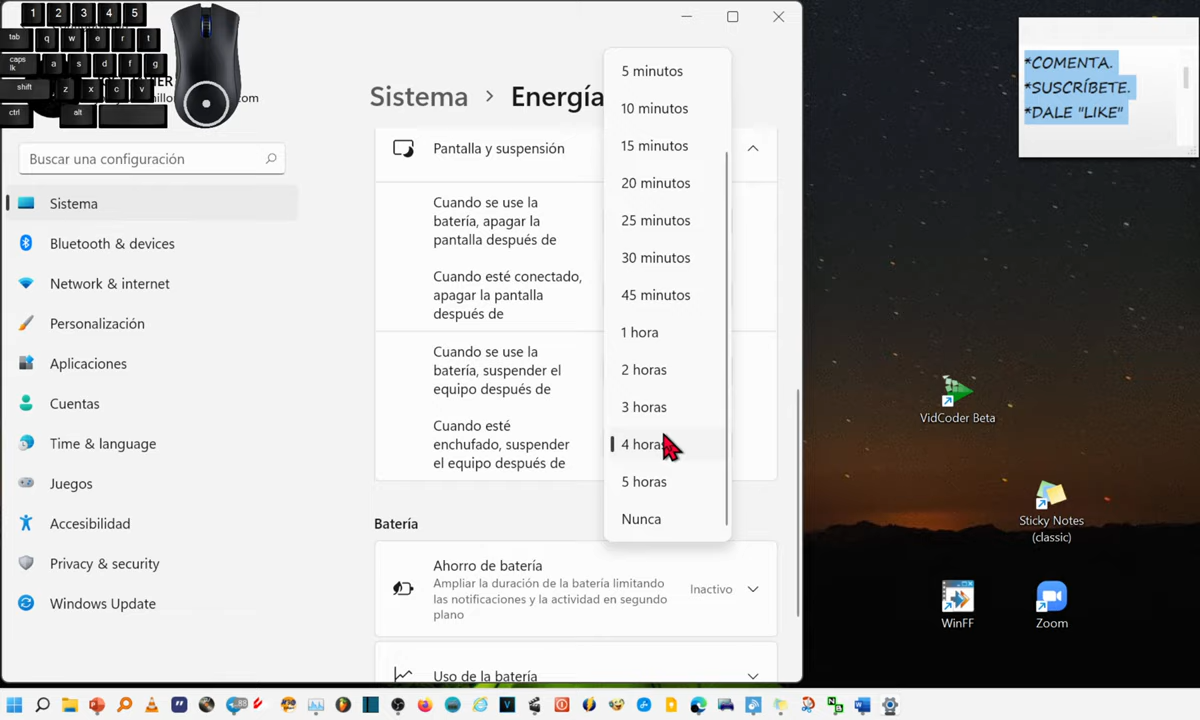 1 2 3 4 5
tab q w e r t
caps lk a s d f g
shift z x c v
ctrl alt
om
Sistema > Energía
Buscar una configuración
Sistema
Bluetooth & devices
Network & internet
Personalización
Aplicaciones
Cuentas
Time & language
Juegos
Accesibilidad
Privacy & security
Windows Update
Pantalla y suspensión
Cuando se use la
batería, apagar la
pantalla después de
Cuando esté conectado,
apagar la pantalla
después de
Cuando se use la
batería, suspender el
equipo después de
Cuando esté
enchufado, suspender
el equipo después de
5 minutos
10 minutos
15 minutos
20 minutos
25 minutos
30 minutos
45 minutos
1 hora
2 horas
3 horas
4 horas
5 horas
Nunca
Batería
Ahorro de batería
Ampliar la duración de la batería limitando
las notificaciones y la actividad en segundo
plano
Inactivo
Uso de la batería
*COMENTA.
*SUSCRÍBETE.
*DALE "LIKE"
VidCoder Beta
Sticky Notes
(classic)
WinFF
Zoom